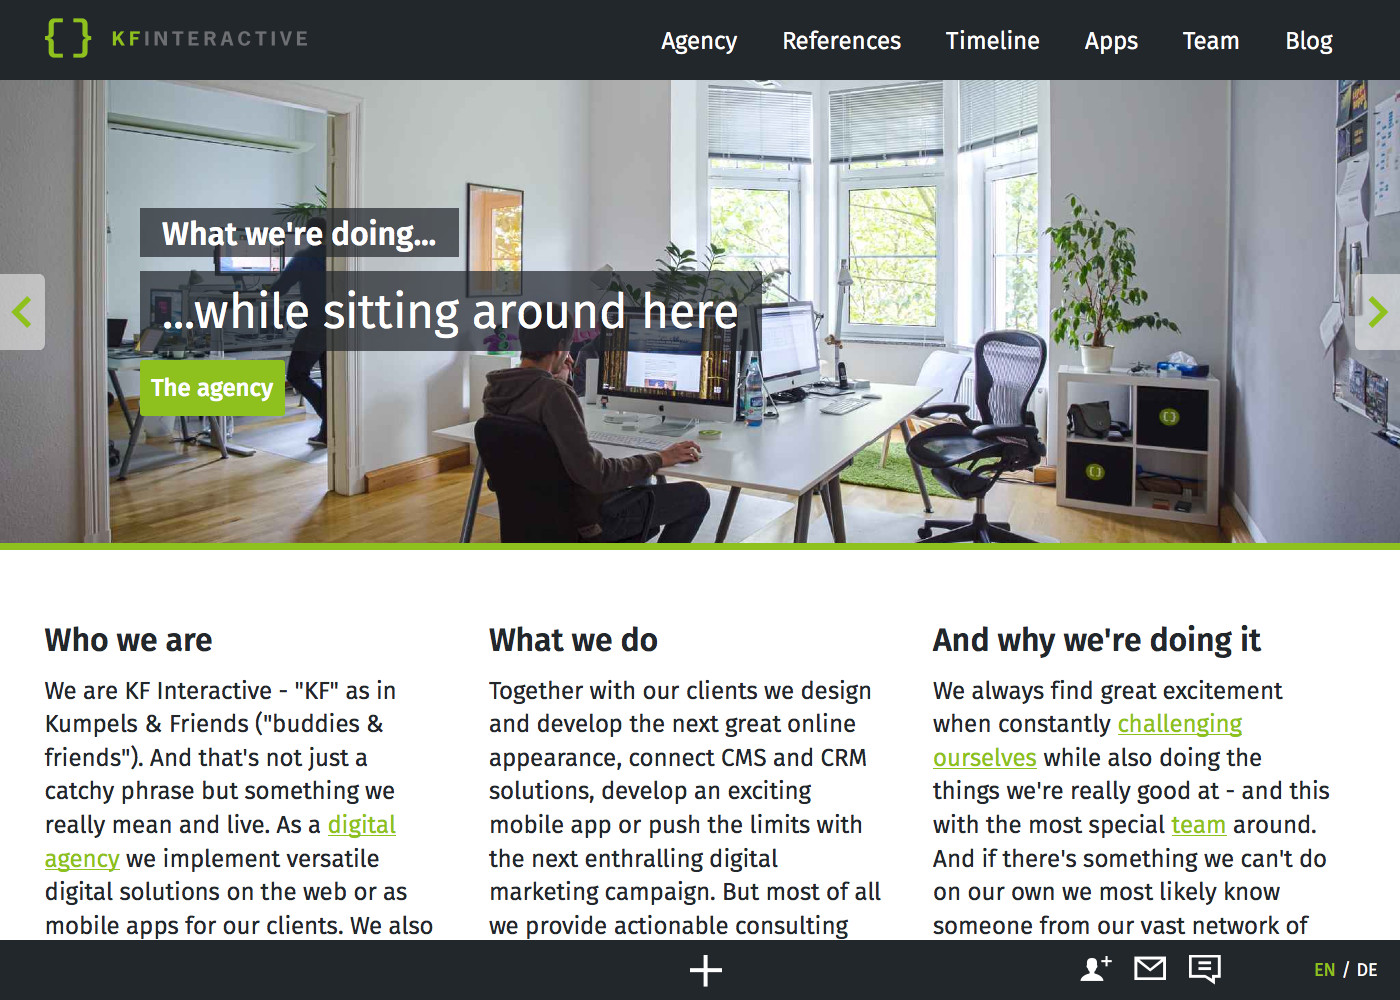 KFINTERACTIVE
Agency References Timeline Apps Team Blog
What we're doing...
...while sitting around here
The agency
Who we are
We are KF Interactive - "KF" as in
Kumpels & Friends ("buddies &
friends"). And that's not just a
catchy phrase but something we
really mean and live. As a digital
agency we implement versatile
digital solutions on the web or as
mobile apps for our clients. We also
What we do
Together with our clients we design
and develop the next great online
appearance, connect CMS and CRM
solutions, develop an exciting
mobile app or push the limits with
the next enthralling digital
marketing campaign. But most of all
we provide actionable consulting
And why we're doing it
We always find great excitement
when constantly challenging
ourselves while also doing the
things we're really good at - and this
with the most special team around.
And if there's something we can't do
on our own we most likely know
someone from our vast network of
EN / DE